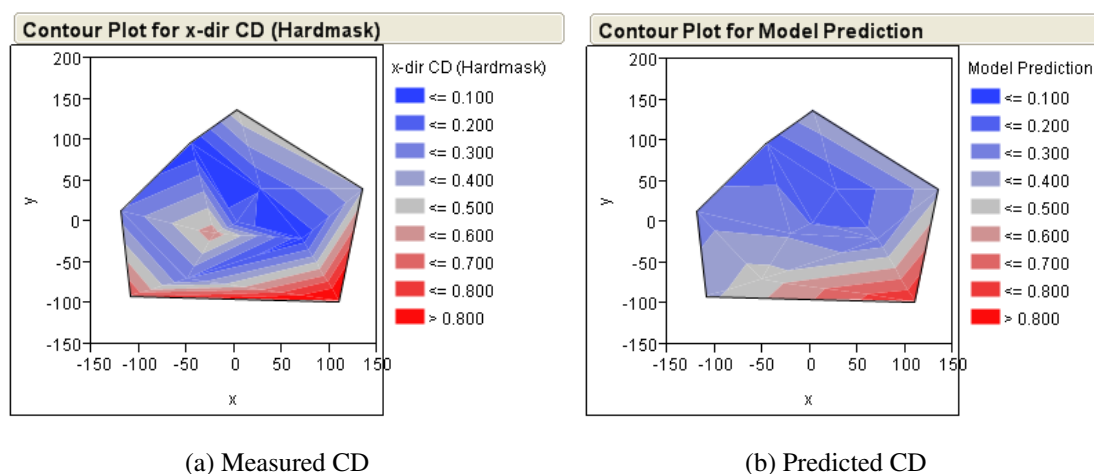 Contour Plot for x-dir CD (Hardmask)
200
150
100
50
0
-50
-100
-150
y
-150 -100 -50 0 50 100 150
x
x-dir CD (Hardmask)
<= 0.100
<= 0.200
<= 0.300
<= 0.400
<= 0.500
<= 0.600
<= 0.700
<= 0.800
> 0.800
(a) Measured CD
Contour Plot for Model Prediction
200
150
100
50
0
-50
-100
-150
y
-150 -100 -50 0 50 100 150
x
Model Prediction
<= 0.100
<= 0.200
<= 0.300
<= 0.400
<= 0.500
<= 0.600
<= 0.700
<= 0.800
> 0.800
(b) Predicted CD